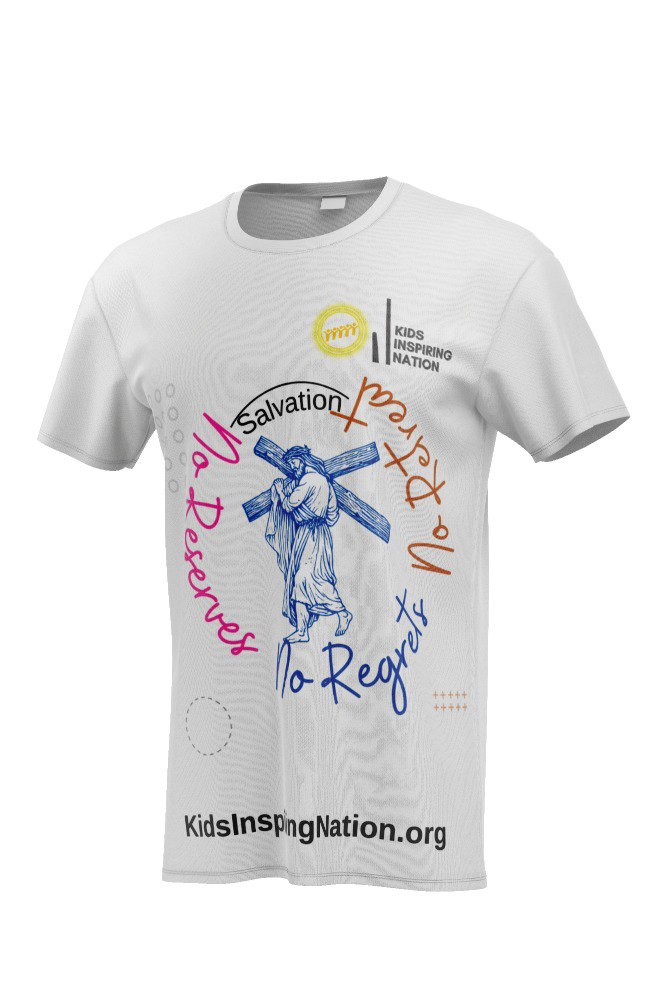 KIDS
INSPIRING
NATION
Salvation
No Reserves
No Retreat
No Regrets
KidsInspiringNation.org